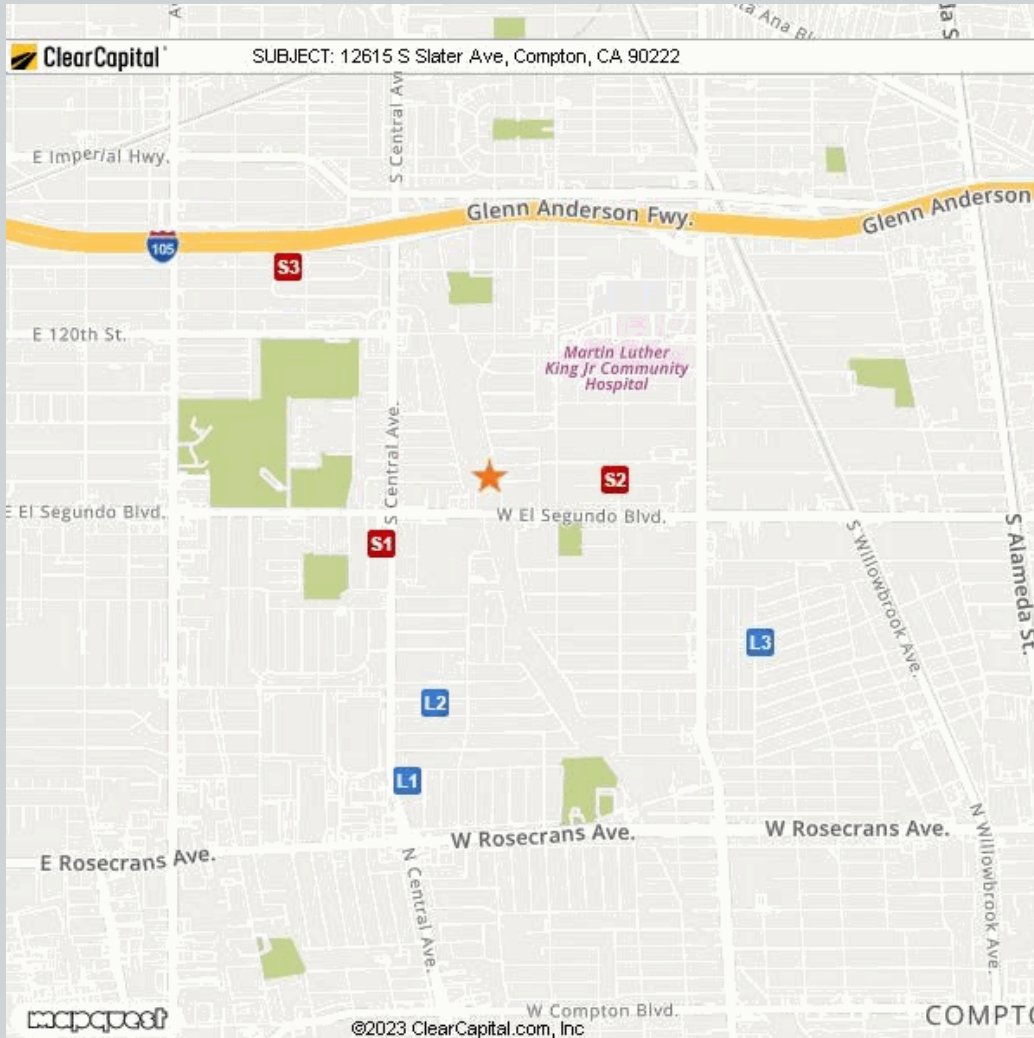 ClearCapital
SUBJECT: 12615 S Slater Ave, Compton, CA 90222
S Central Av
E Imperial Hwy.
Glenn Anderson Fwy.
Glenn Anderson
105
S3
E 120th St.
Martin Luther
King Jr Community
Hospital
S Central Ave.
S2
E El Segundo Blvd.
W El Segundo Blvd.
S1
S Willowbrook Ave.
S Alameda St.
L3
L2
L1
W Rosecrans Ave.
W Rosecrans Ave.
E Rosecrans Ave.
N Central Ave.
N Willowbrook Ave.
W Compton Blvd.
COMPTO
mapquest
©2023 ClearCapital.com, Inc